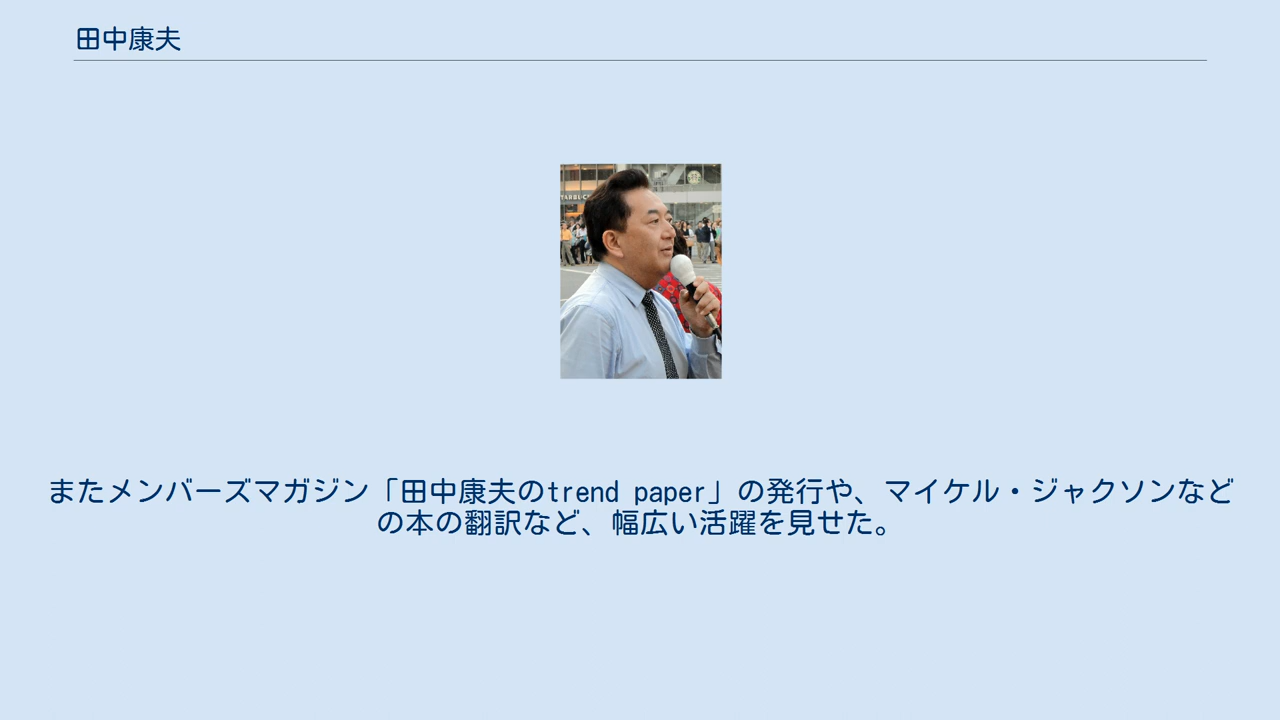 田中康夫
またメンバーズマガジン「田中康夫のtrend paper」の発行や、マイケル・ジャクソンなど
の本の翻訳など、幅広い活躍を見せた。